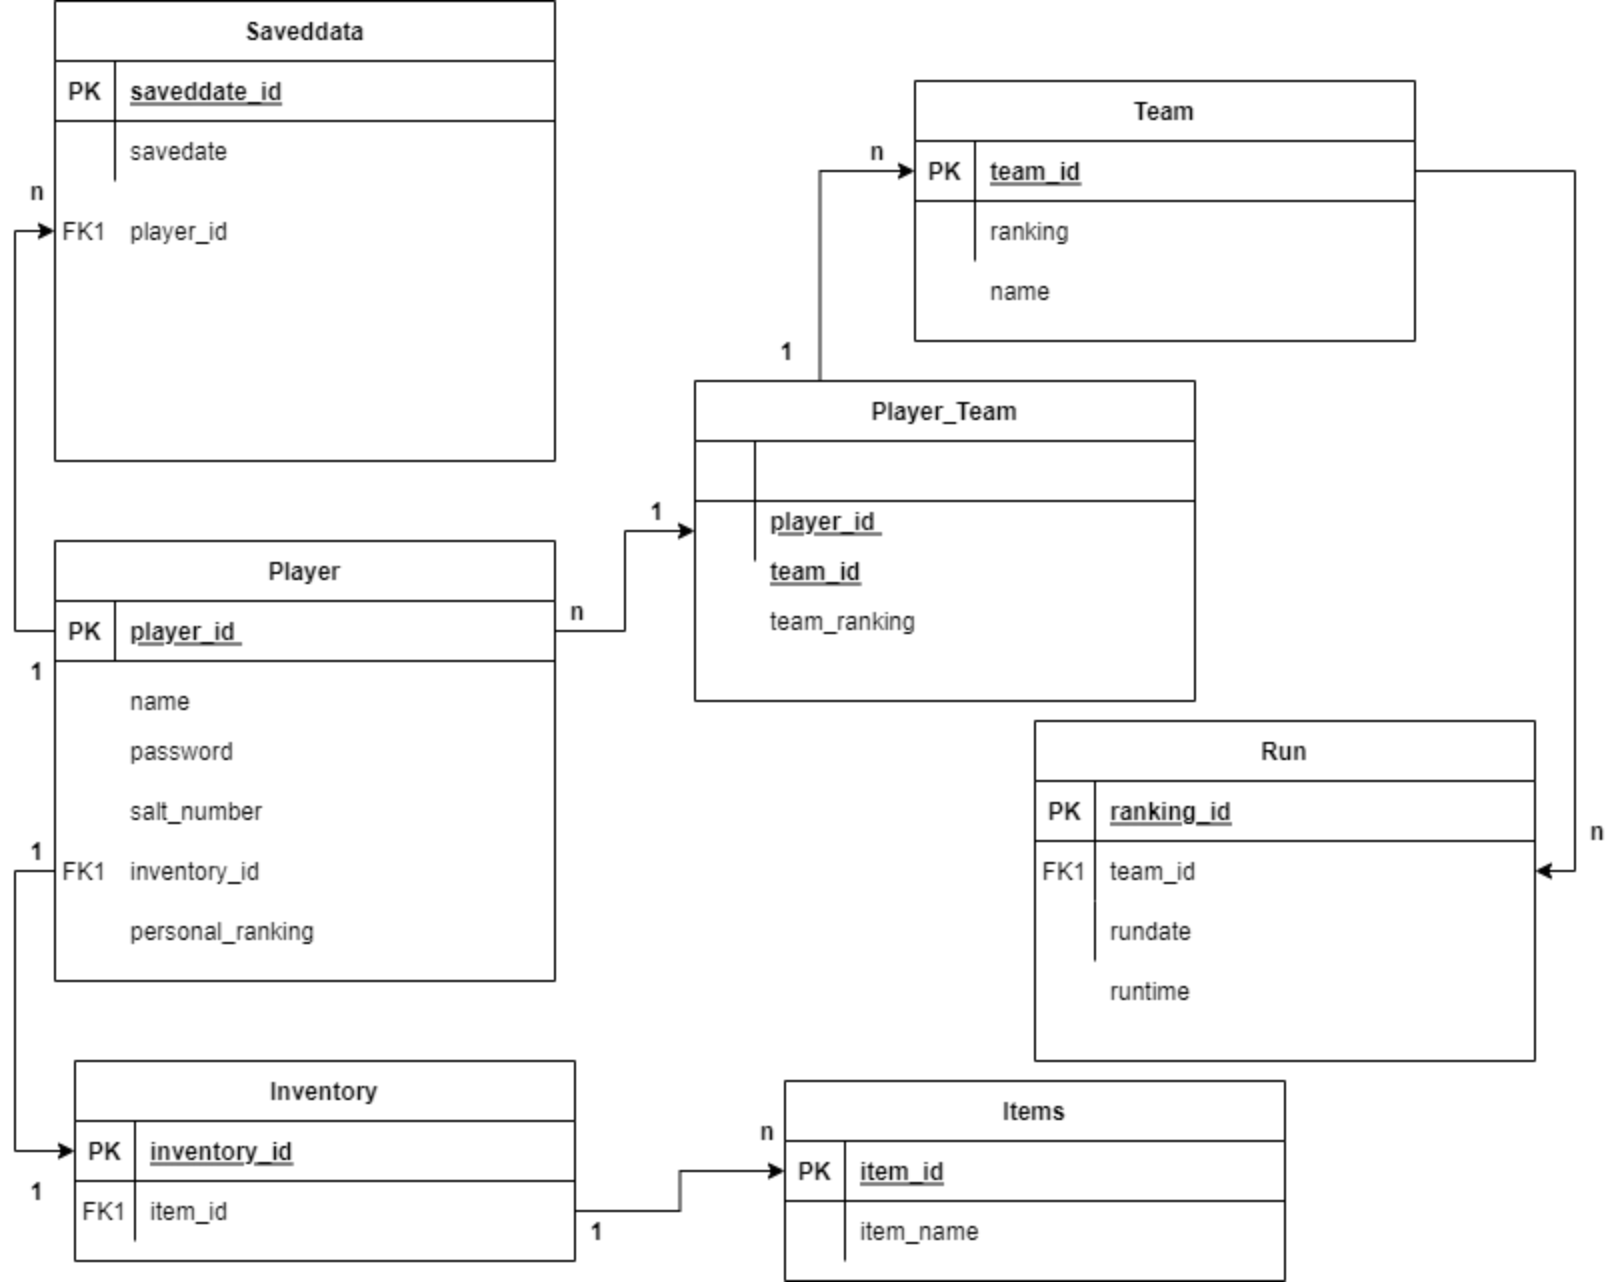 Saveddata
PK saveddate_id
savedate
n
FK1 player_id
Team
n
PK team_id
ranking
name
1
Player_Team
1
player_id
team_id
team_ranking
Player
n
PK player_id
1
name
password
salt_number
1
FK1 inventory_id
personal_ranking
Run
PK ranking_id
n
FK1 team_id
rundate
runtime
Inventory
PK inventory_id
1
FK1 item_id
1
Items
n
PK item_id
item_name